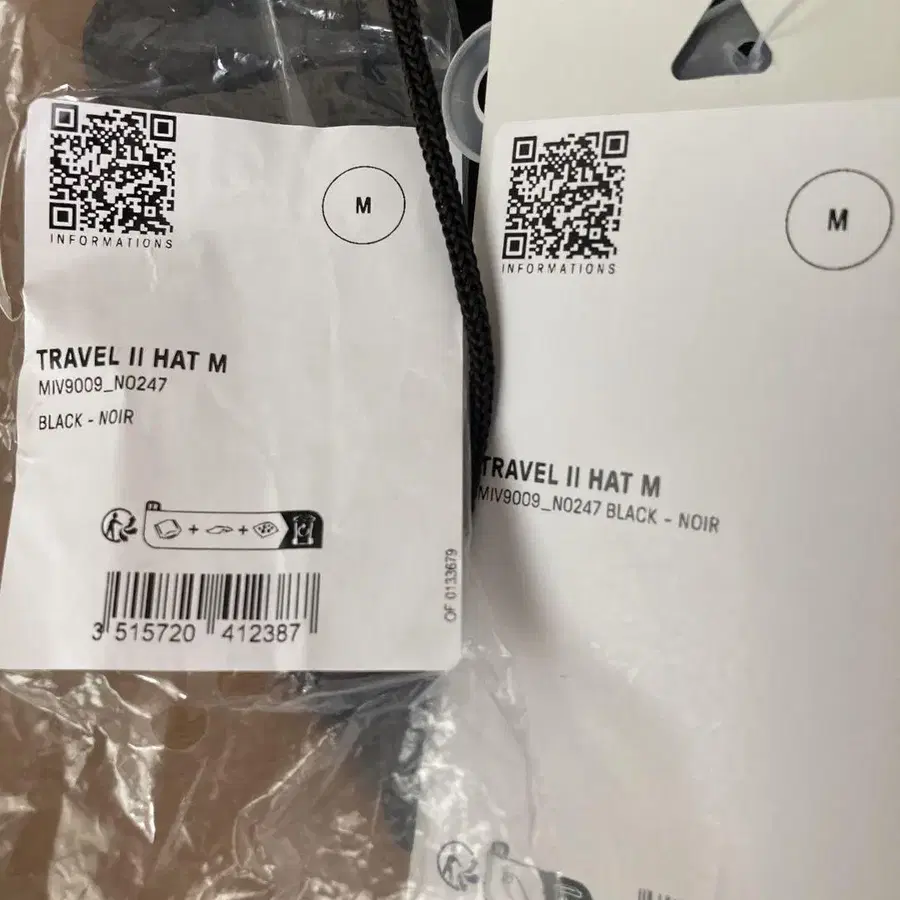 INFORMATIONS
M
TRAVEL II HAT M
MIV9009_N0247
BLACK - NOIR
3 515720 412387
OF 0133679
INFORMATIONS
M
TRAVEL II HAT M
MIV9009_N0247 BLACK - NOIR